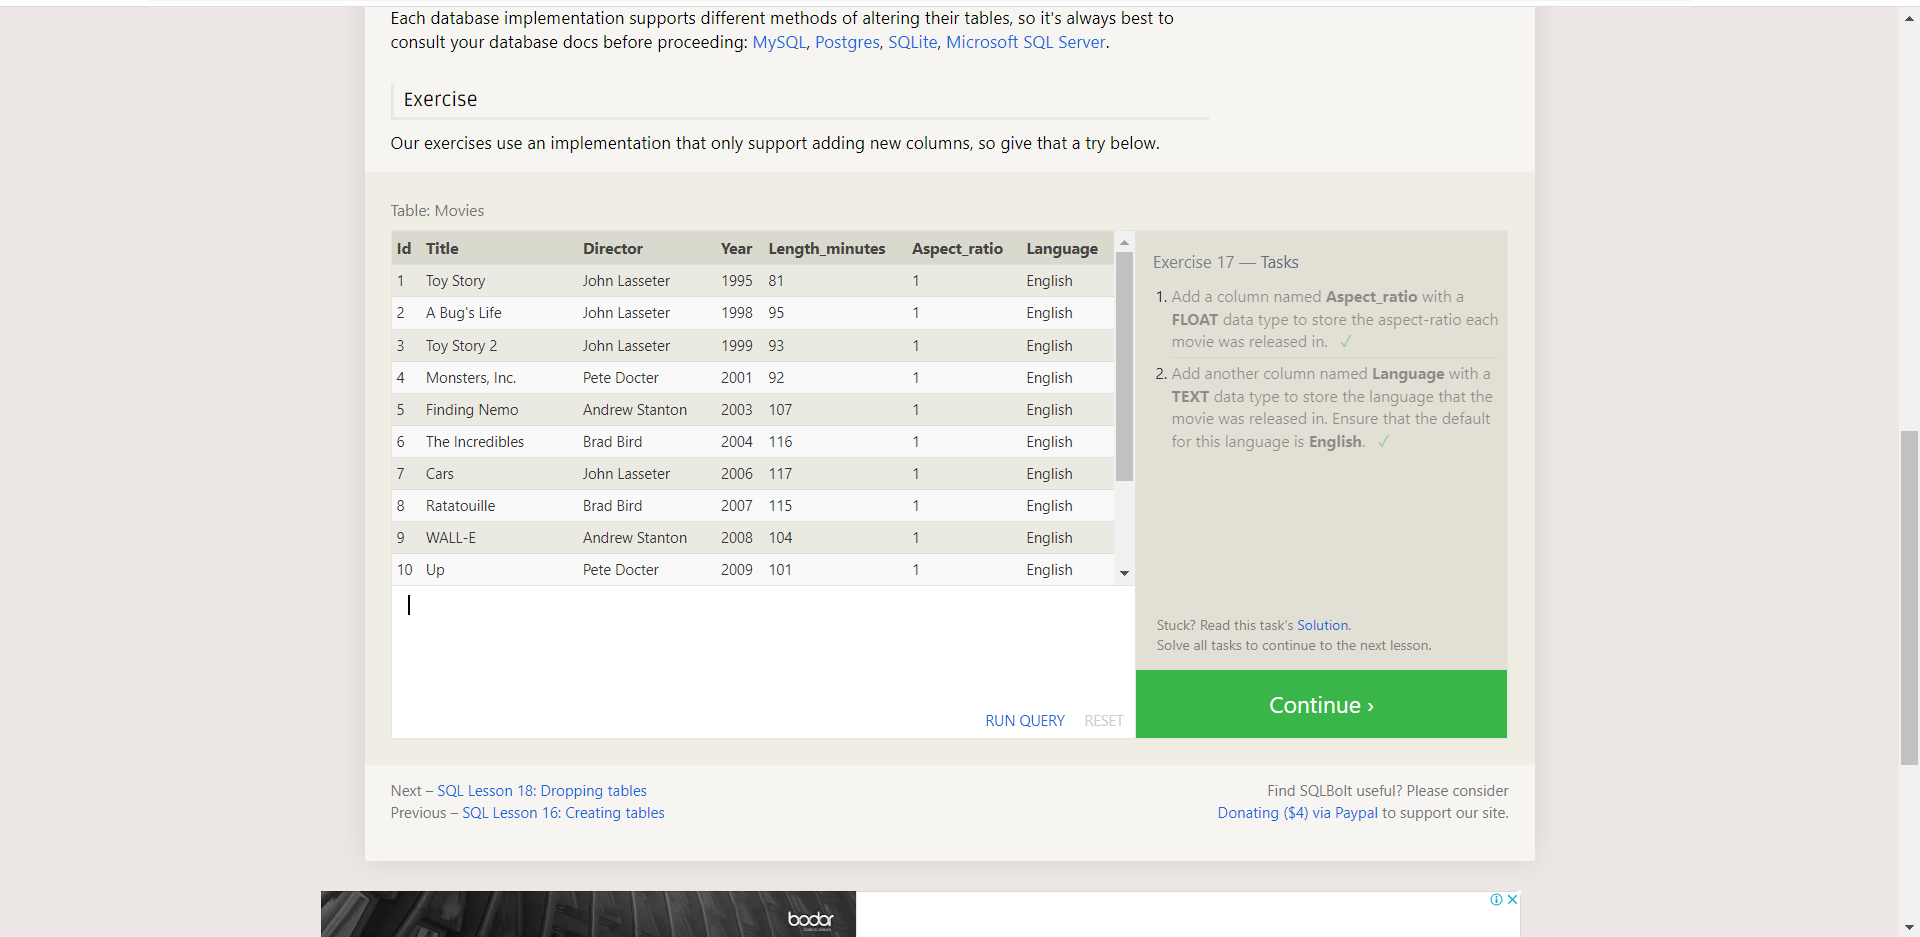 Each database implementation supports different methods of altering their tables, so it's always best to
consult your database docs before proceeding: MySQL, Postgres, SQLite, Microsoft SQL Server.
Exercise
Our exercises use an implementation that only support adding new columns, so give that a try below.
Table: Movies
Id Title Director Year Length_minutes Aspect_ratio Language
1 Toy Story John Lasseter 1995 81 1 English
2 A Bug's Life John Lasseter 1998 95 1 English
3 Toy Story 2 John Lasseter 1999 93 1 English
4 Monsters, Inc. Pete Docter 2001 92 1 English
5 Finding Nemo Andrew Stanton 2003 107 1 English
6 The Incredibles Brad Bird 2004 116 1 English
7 Cars John Lasseter 2006 117 1 English
8 Ratatouille Brad Bird 2007 115 1 English
9 WALL-E Andrew Stanton 2008 104 1 English
10 Up Pete Docter 2009 101 1 English
RUN QUERY RESET
Exercise 17 — Tasks
1. Add a column named Aspect_ratio with a
FLOAT data type to store the aspect-ratio each
movie was released in. ✓
2. Add another column named Language with a
TEXT data type to store the language that the
movie was released in. Ensure that the default
for this language is English. ✓
Stuck? Read this task's Solution.
Solve all tasks to continue to the next lesson.
Continue ›
Next – SQL Lesson 18: Dropping tables
Previous – SQL Lesson 16: Creating tables
Find SQLBolt useful? Please consider
Donating ($4) via Paypal to support our site.
bodor